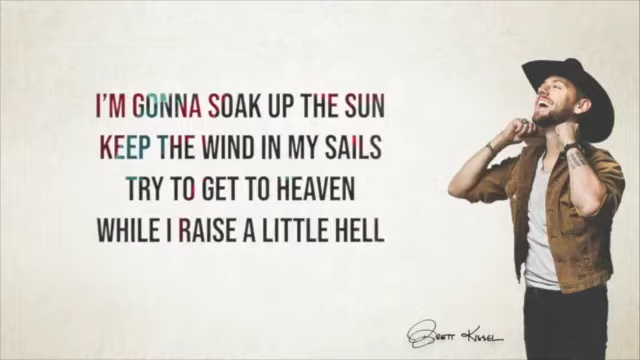 I'M GONNA SOAK UP THE SUN
KEEP THE WIND IN MY SAILS
TRY TO GET TO HEAVEN
WHILE I RAISE A LITTLE HELL
Brett Kissel